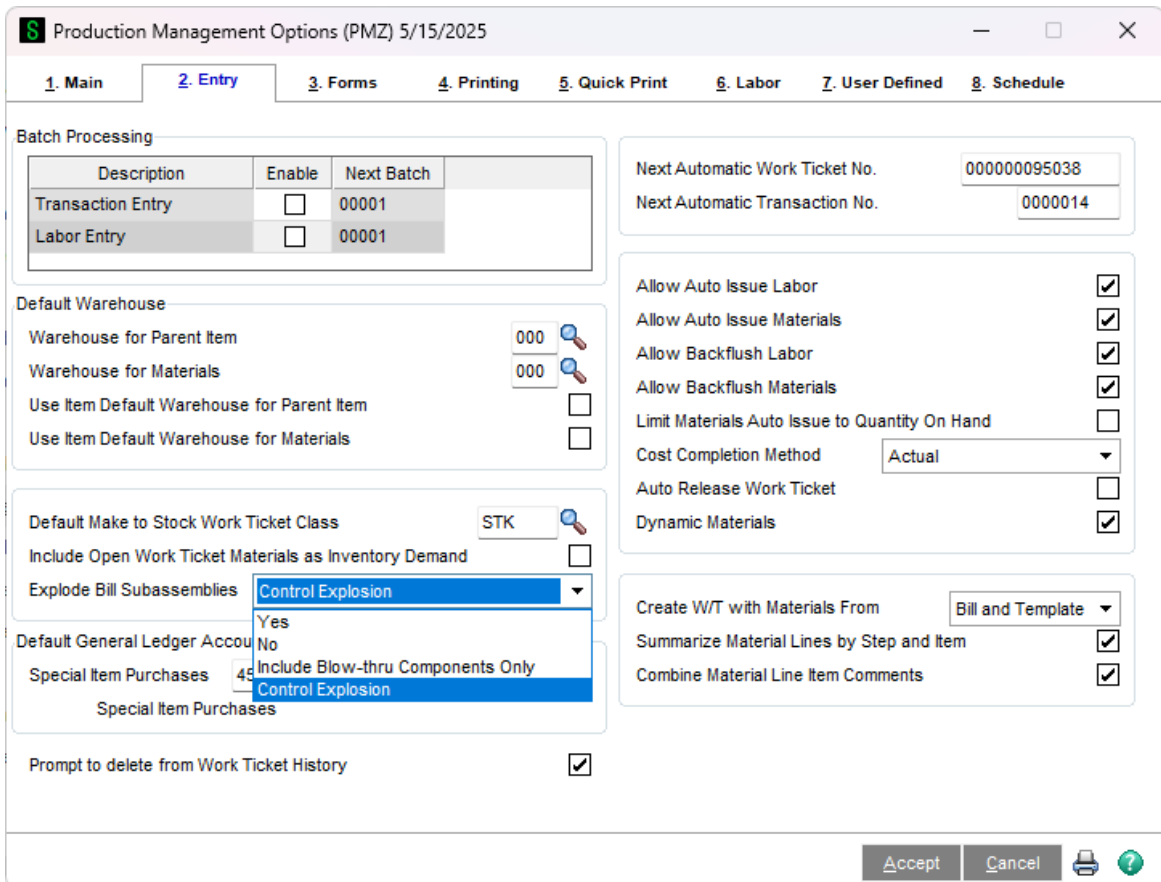 S Production Management Options (PMZ) 5/15/2025
1. Main 2. Entry 3. Forms 4. Printing 5. Quick Print 6. Labor 7. User Defined 8. Schedule
Batch Processing
Description Enable Next Batch
Transaction Entry 00001
Labor Entry 00001
Default Warehouse
Warehouse for Parent Item 000
Warehouse for Materials 000
Use Item Default Warehouse for Parent Item
Use Item Default Warehouse for Materials
Default Make to Stock Work Ticket Class STK
Include Open Work Ticket Materials as Inventory Demand
Explode Bill Subassemblies Control Explosion
Yes
No
Include Blow-thru Components Only
Control Explosion
Default General Ledger Accou
Special Item Purchases 45
Special Item Purchases
Prompt to delete from Work Ticket History
Next Automatic Work Ticket No. 000000095038
Next Automatic Transaction No. 0000014
Allow Auto Issue Labor
Allow Auto Issue Materials
Allow Backflush Labor
Allow Backflush Materials
Limit Materials Auto Issue to Quantity On Hand
Cost Completion Method Actual
Auto Release Work Ticket
Dynamic Materials
Create W/T with Materials From Bill and Template
Summarize Material Lines by Step and Item
Combine Material Line Item Comments
Accept Cancel ?